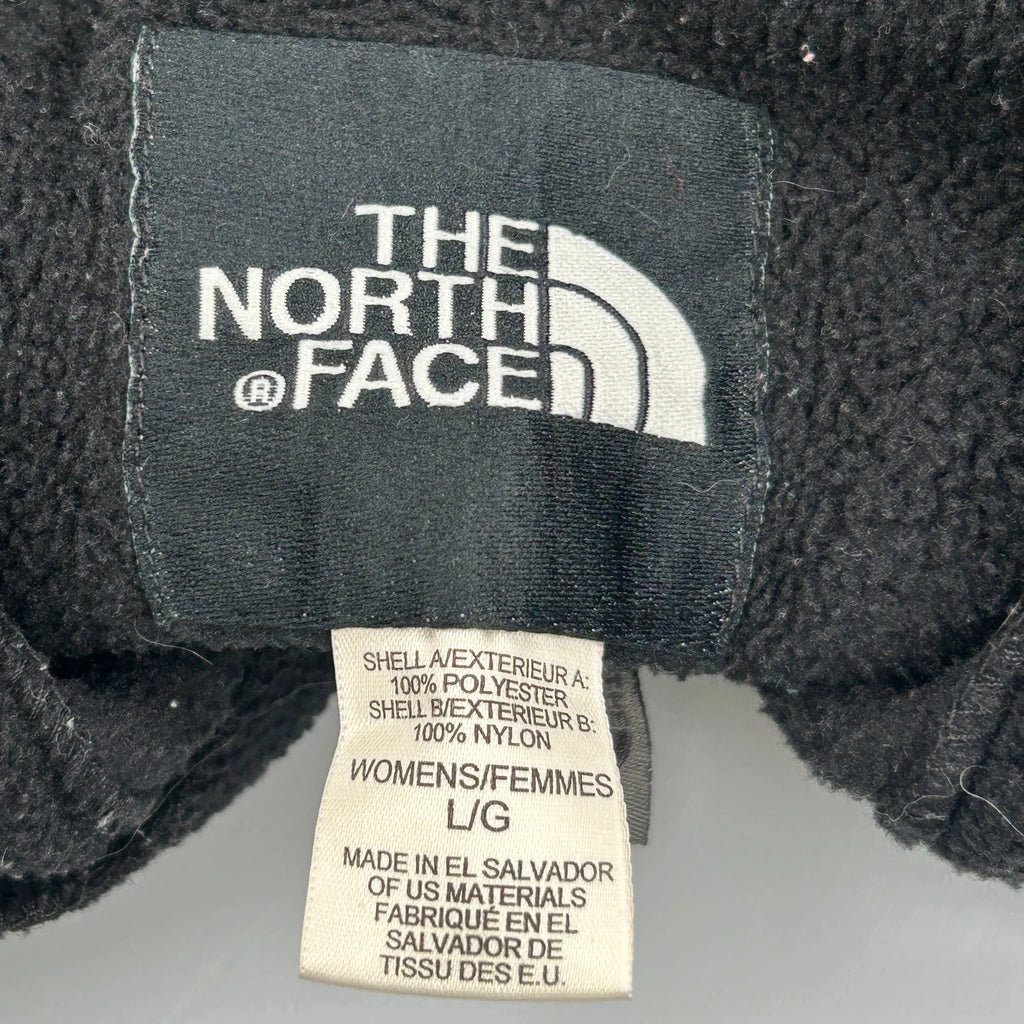 THE
NORTH
®FACE
SHELL A/EXTERIEUR A:
100% POLYESTER
SHELL B/EXTERIEUR B:
100% NYLON
WOMENS/FEMMES
L/G
MADE IN EL SALVADOR
OF US MATERIALS
FABRIQUÉ EN EL
SALVADOR DE
TISSU DES E.U.